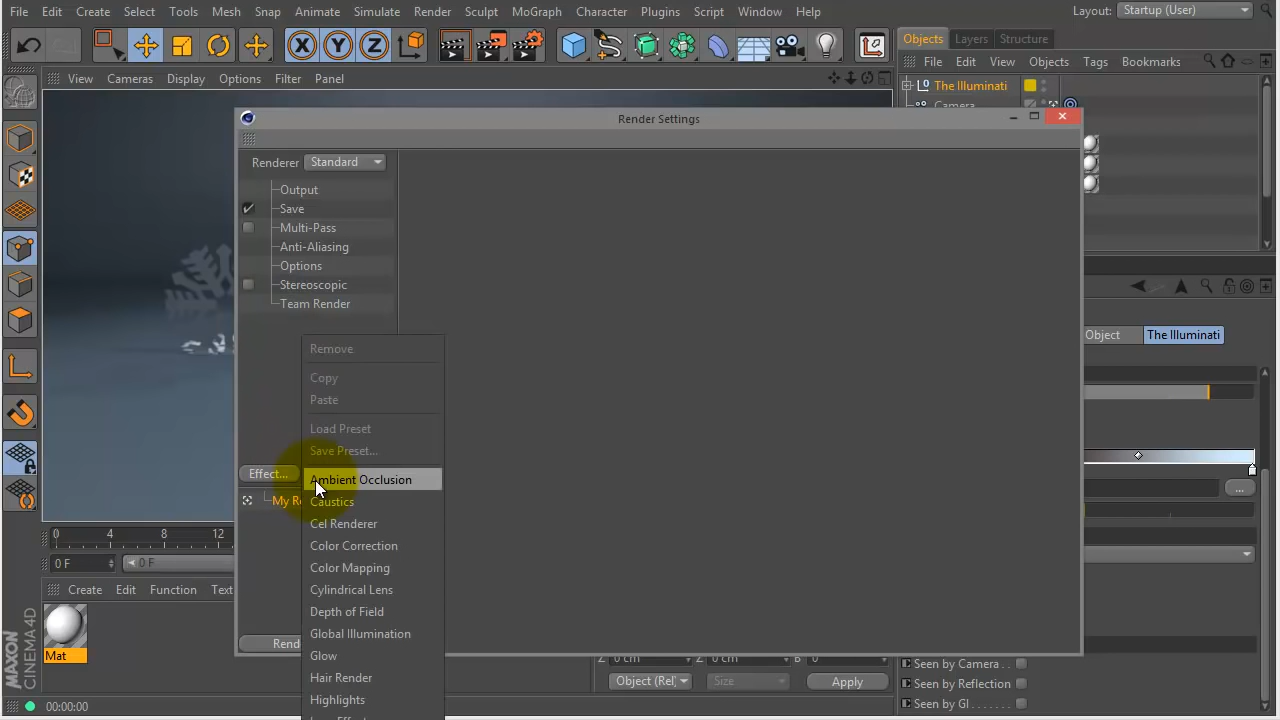 File Edit Create Select Tools Mesh Snap Animate Simulate Render Sculpt MoGraph Character Plugins Script Window Help Layout: Startup (User)
X Y Z Objects Layers Structure
View Cameras Display Options Filter Panel File Edit View Objects Tags Bookmarks
The Illuminati
Camera
Render Settings
Renderer Standard
Output
Save
Multi-Pass
Anti-Aliasing
Options
Stereoscopic
Team Render
Object The Illuminati
Remove
Copy
Paste
Load Preset
Save Preset...
Effect... Ambient Occlusion ...
My Re Caustics
Cel Renderer
0 4 8 12 Color Correction
0 F 0 F Color Mapping
Create Edit Function Text Cylindrical Lens
Depth of Field
Global Illumination
Rend
Mat Glow
Z 0 cm Z 0 cm B 0 Seen by Camera . .
Hair Render Object (Rel) Size Apply Seen by Reflection
Highlights Seen by GI . . . . . . .
00:00:00
MAXON CINEMA 4D